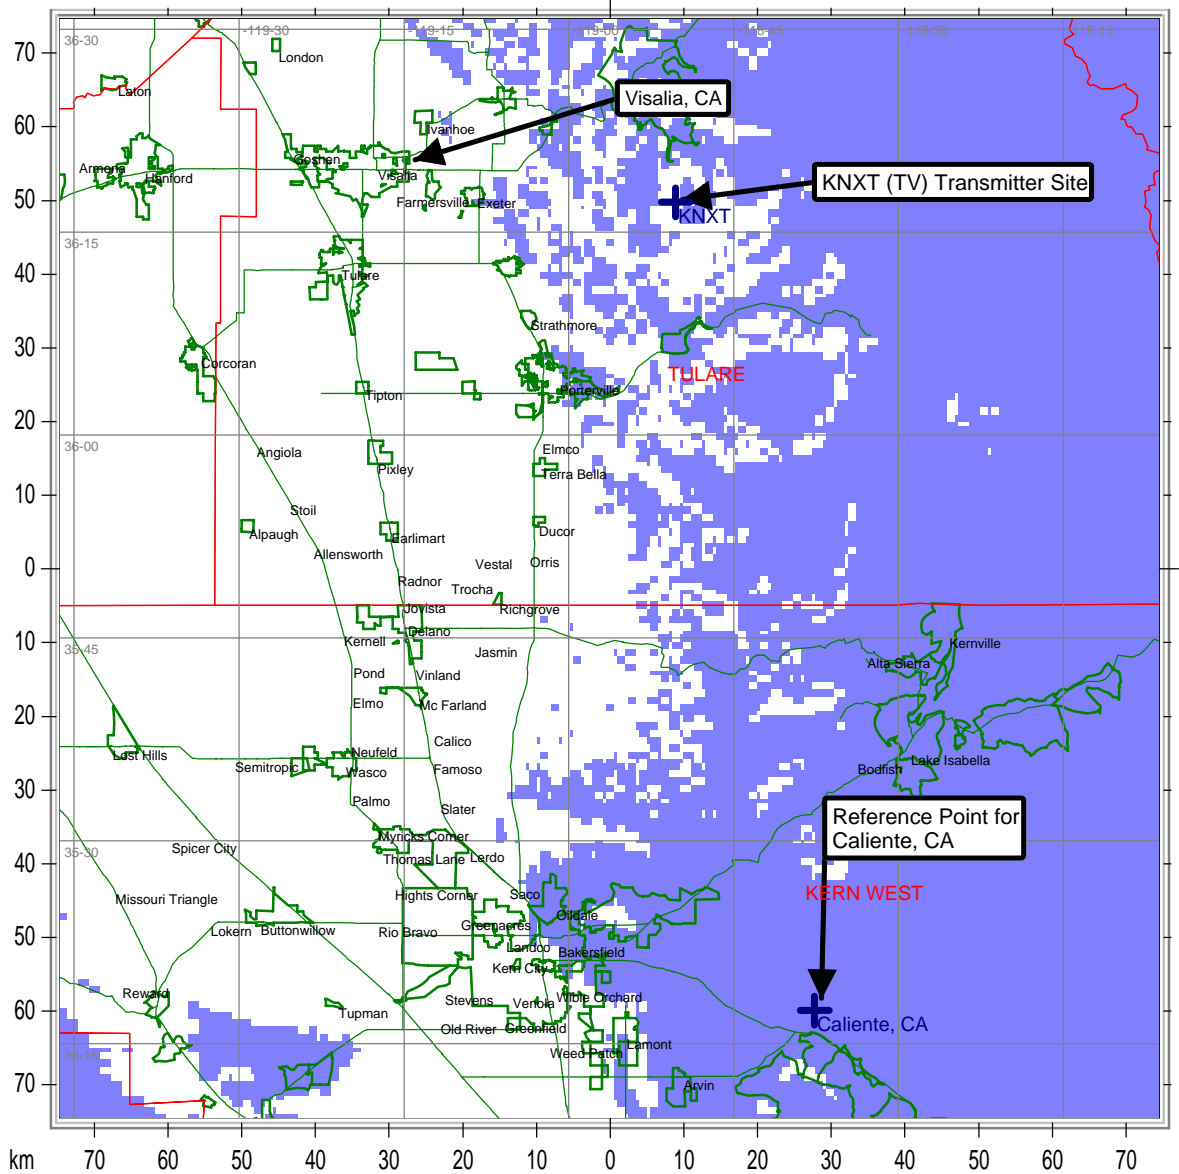 36-30
-119-30
-119-15
-119-00
-118-45
-118-30
-118-15
London
Laton
Visalia, CA
Ivanhoe
Goshen
Armona
Hanford
Visalia
KNXT (TV) Transmitter Site
Farmersville
Exeter
KNXT
36-15
Tulare
Strathmore
Corcoran
TULARE
Porterville
Tipton
36-00
Angiola
Elmco
Pixley
Terra Bella
Stoil
Alpaugh
Earlimart
Ducor
Allensworth
Vestal
Orris
Radnor
Trocha
Jovista
Richgrove
Delano
Kernell
Kernville
35-45
Jasmin
Alta Sierra
Pond
Vinland
Elmo
Mc Farland
Calico
Lost Hills
Neufeld
Semitropic
Wasco
Famoso
Lake Isabella
Bodfish
Palmo
Slater
Reference Point for
Caliente, CA
Myricks Corner
35-30
Spicer City
Thomas Lane
Lerdo
KERN WEST
Missouri Triangle
Hights Corner
Saco
Oildale
Lokern
Buttonwillow
Rio Bravo
Greenacres
Landco
Bakersfield
Kern City
Reward
Stevens
Venola
Wible Orchard
Tupman
Old River
Greenfield
Caliente, CA
35-15
Weed Patch
Lamont
Arvin
70
60
50
40
30
20
10
0
10
20
30
40
50
60
70
km
70
60
50
40
30
20
10
0
10
20
30
40
50
60
70